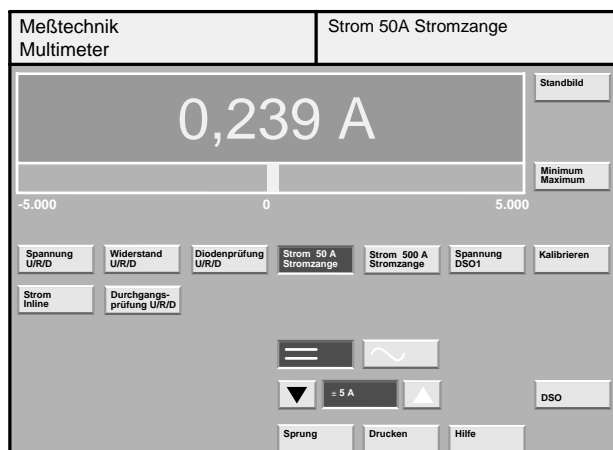 Meßtechnik
Multimeter
Strom 50A Stromzange
Standbild
0,239 A
Minimum
Maximum
-5.000 0 5.000
Spannung
U/R/D
Widerstand
U/R/D
Diodenprüfung
U/R/D
Strom 50 A
Stromzange
Strom 500 A
Stromzange
Spannung
DSO1
Kalibrieren
Strom
Inline
Durchgangs-
prüfung U/R/D
± 5 A
DSO
Sprung
Drucken
Hilfe